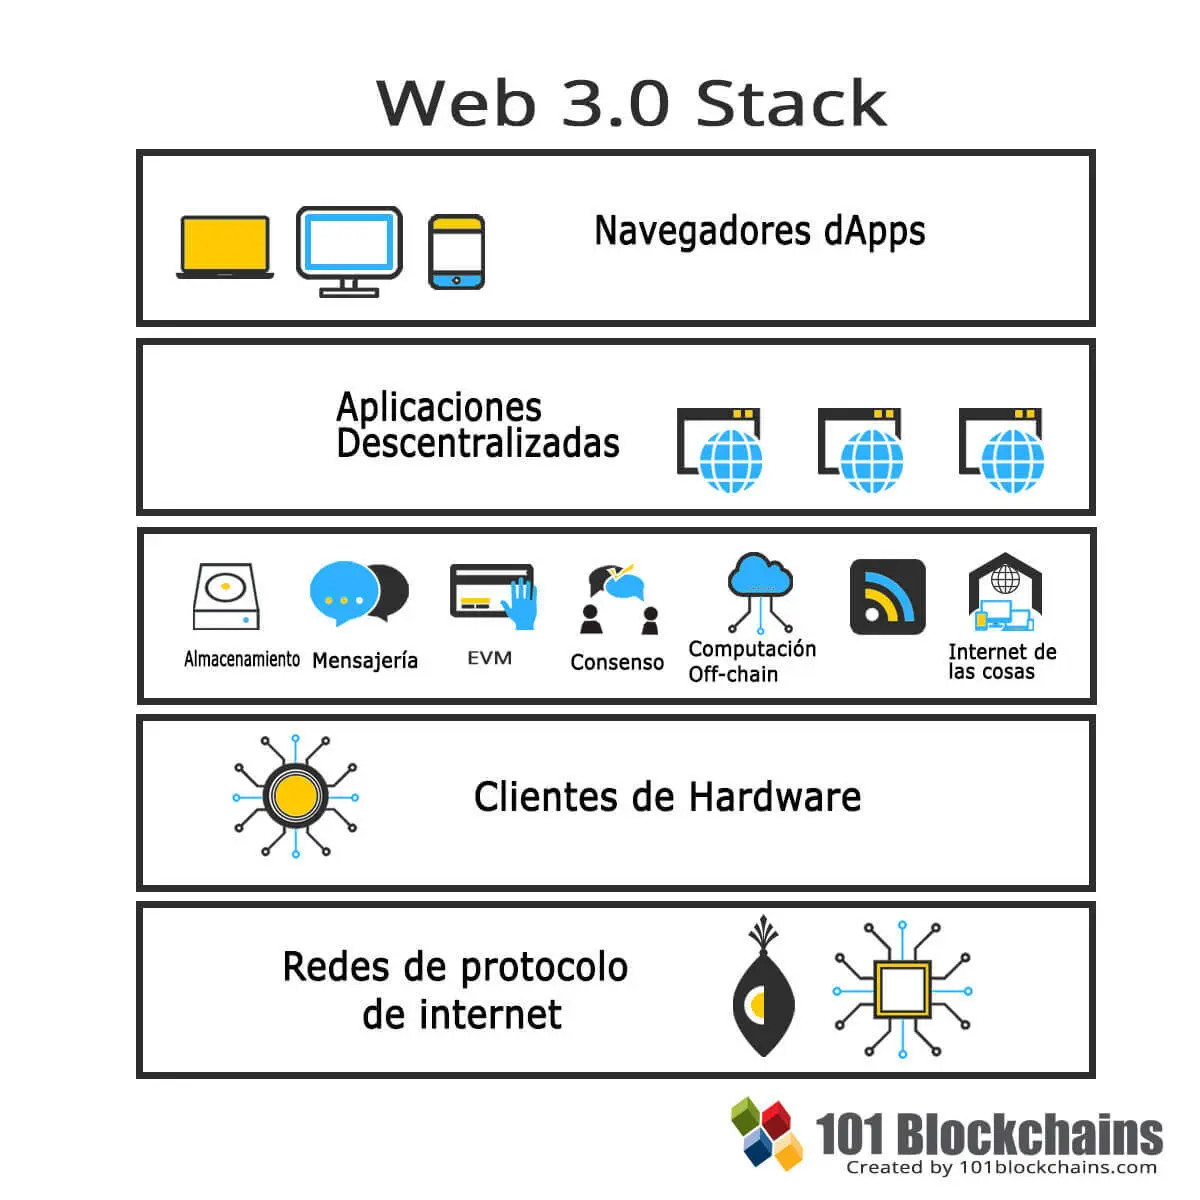 Web 3.0 Stack
Navegadores dApps
Aplicaciones
Descentralizadas
Almacenamiento
Mensajería
EVM
Consenso
Computación
Off-chain
Internet de
las cosas
Clientes de Hardware
Redes de protocolo
de internet
101 Blockchains
Created by 101blockchains.com